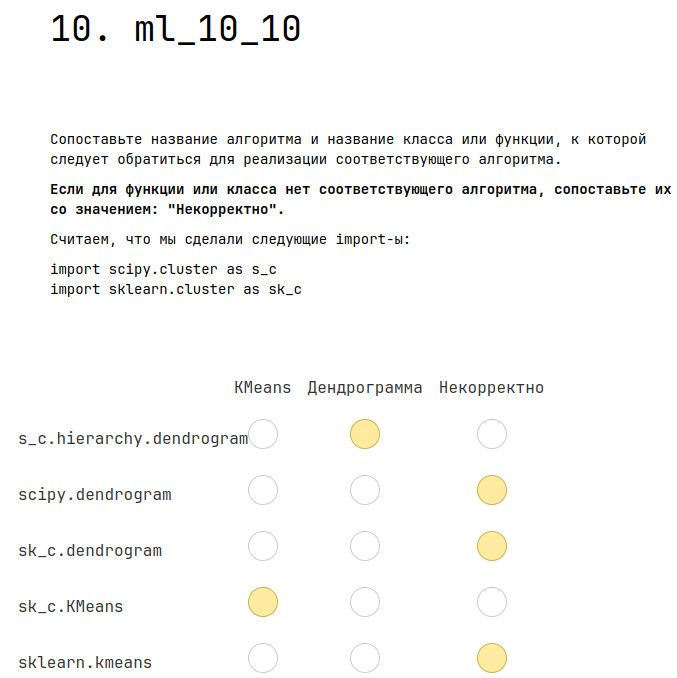 10. ml_10_10
Сопоставьте название алгоритма и название класса или функции, к которой
следует обратиться для реализации соответствующего алгоритма.
Если для функции или класса нет соответствующего алгоритма, сопоставьте их
со значением: "Некорректно".
Считаем, что мы сделали следующие import-ы:
import scipy.cluster as s_c
import sklearn.cluster as sk_c
KMeans Дендрограмма Некорректно
s_c.hierarchy.dendrogram
scipy.dendrogram
sk_c.dendrogram
sk_c.KMeans
sklearn.kmeans